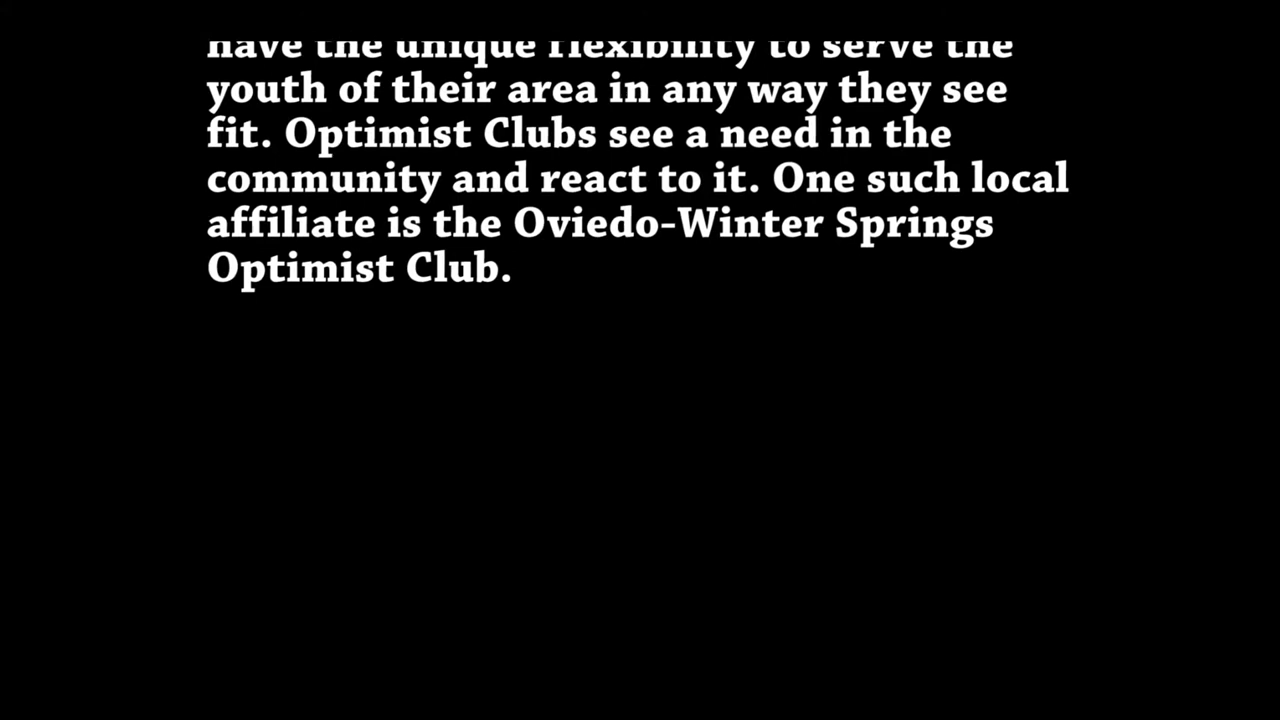 have the unique flexibility to serve the
youth of their area in any way they see
fit. Optimist Clubs see a need in the
community and react to it. One such local
affiliate is the Oviedo-Winter Springs
Optimist Club.